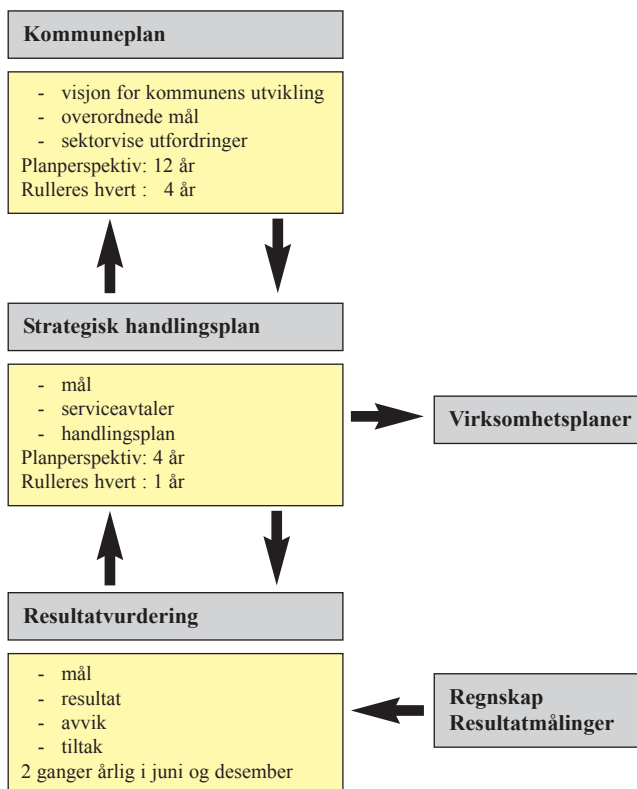 Kommuneplan
- visjon for kommunens utvikling
- overordnede mål
- sektorvise utfordringer
Planperspektiv: 12 år
Rulleres hvert : 4 år
Strategisk handlingsplan
- mål
- serviceavtaler
- handlingsplan
Planperspektiv: 4 år
Rulleres hvert : 1 år
Virksomhetsplaner
Resultatvurdering
- mål
- resultat
- avvik
- tiltak
2 ganger årlig i juni og desember
Regnskap
Resultatmålinger